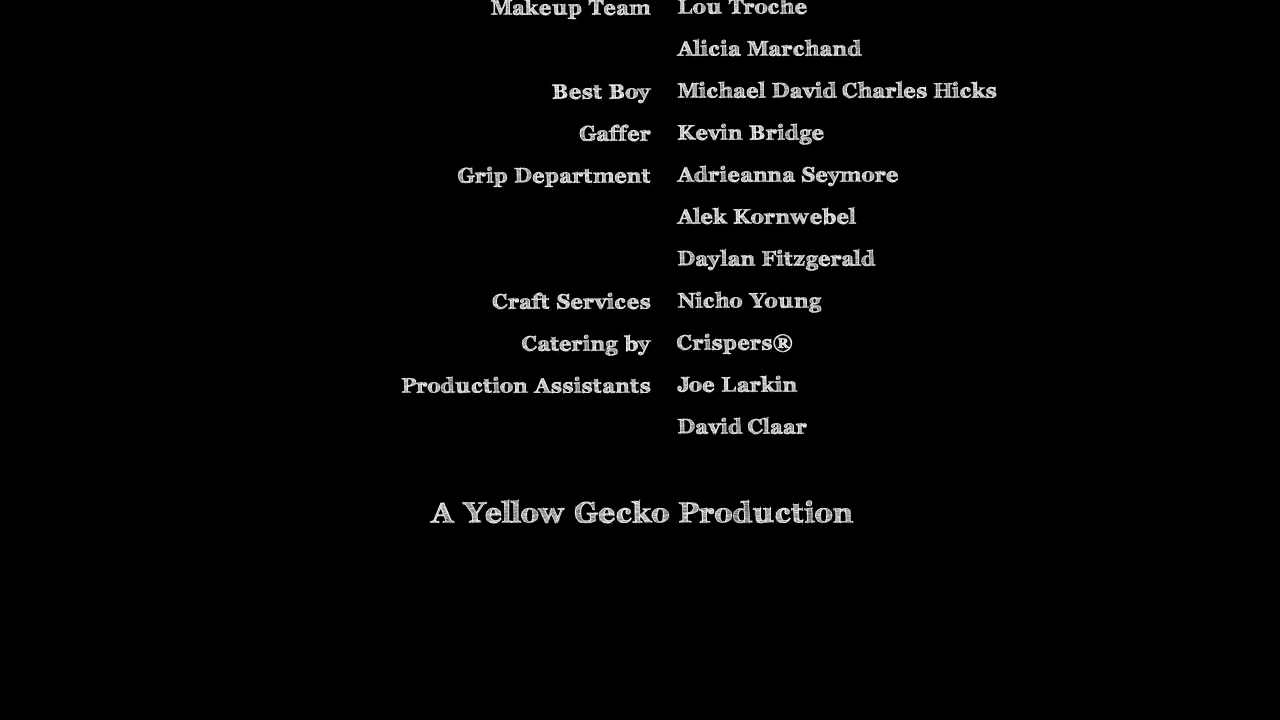 Makeup Team Lou Troche
Alicia Marchand
Best Boy Michael David Charles Hicks
Gaffer Kevin Bridge
Grip Department Adrieanna Seymore
Alek Kornwebel
Daylan Fitzgerald
Craft Services Nicho Young
Catering by Crispers®
Production Assistants Joe Larkin
David Claar
A Yellow Gecko Production